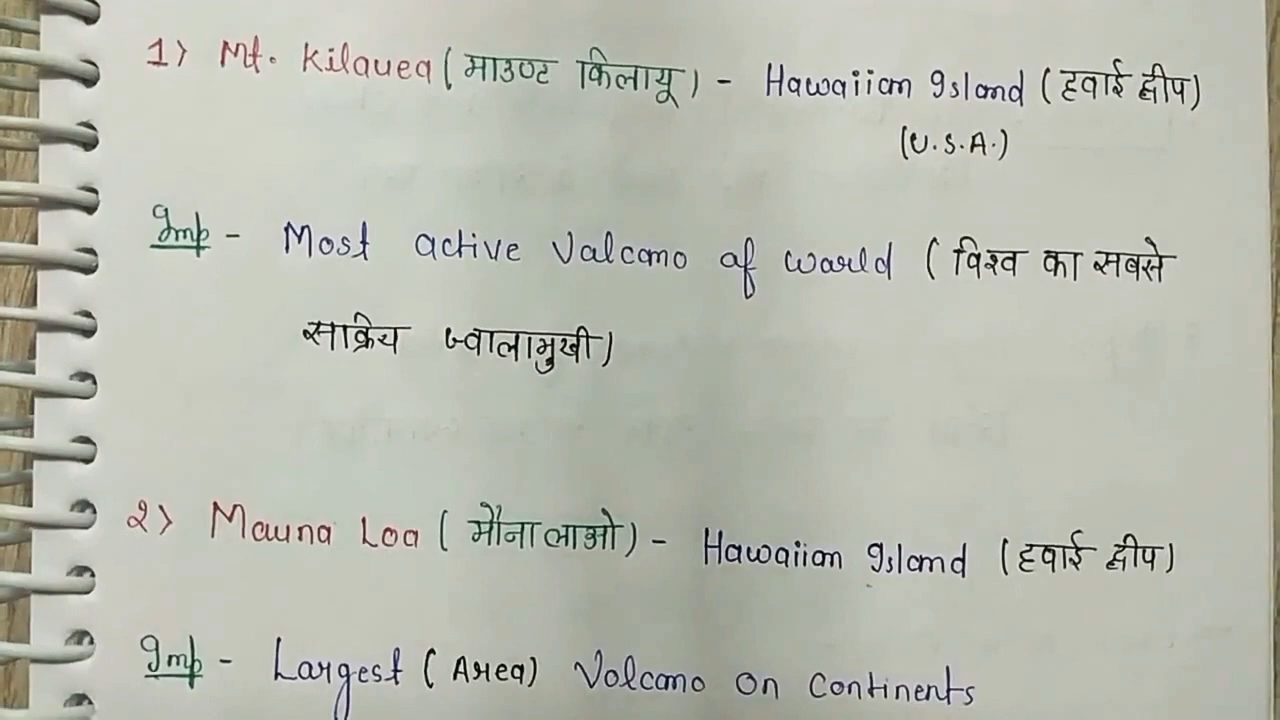 1) Mt. Kilauea (माउण्ट किलायू) - Hawaiian Island (हवाई द्वीप)
(U.S.A.)
Imp - Most active Valcano of warld (विश्व का सबसे
साक्रिय ज्वालामुखी)
2) Mauna Loa (मौना लाओ) - Hawaiian Island (हवाई द्वीप)
Imp - Largest (Area) Volcano on Continents